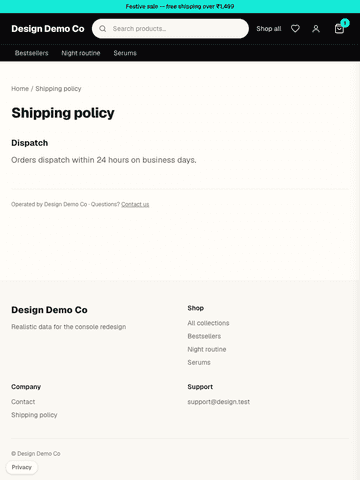 Festive sale — free shipping over ₹1,499
Design Demo Co
Search products...
Shop all
3
Bestsellers
Night routine
Serums
Home / Shipping policy
Shipping policy
Dispatch
Orders dispatch within 24 hours on business days.
Operated by Design Demo Co · Questions? Contact us
Design Demo Co
Realistic data for the console redesign
Shop
All collections
Bestsellers
Night routine
Serums
Company
Contact
Shipping policy
Support
support@design.test
© Design Demo Co
Privacy